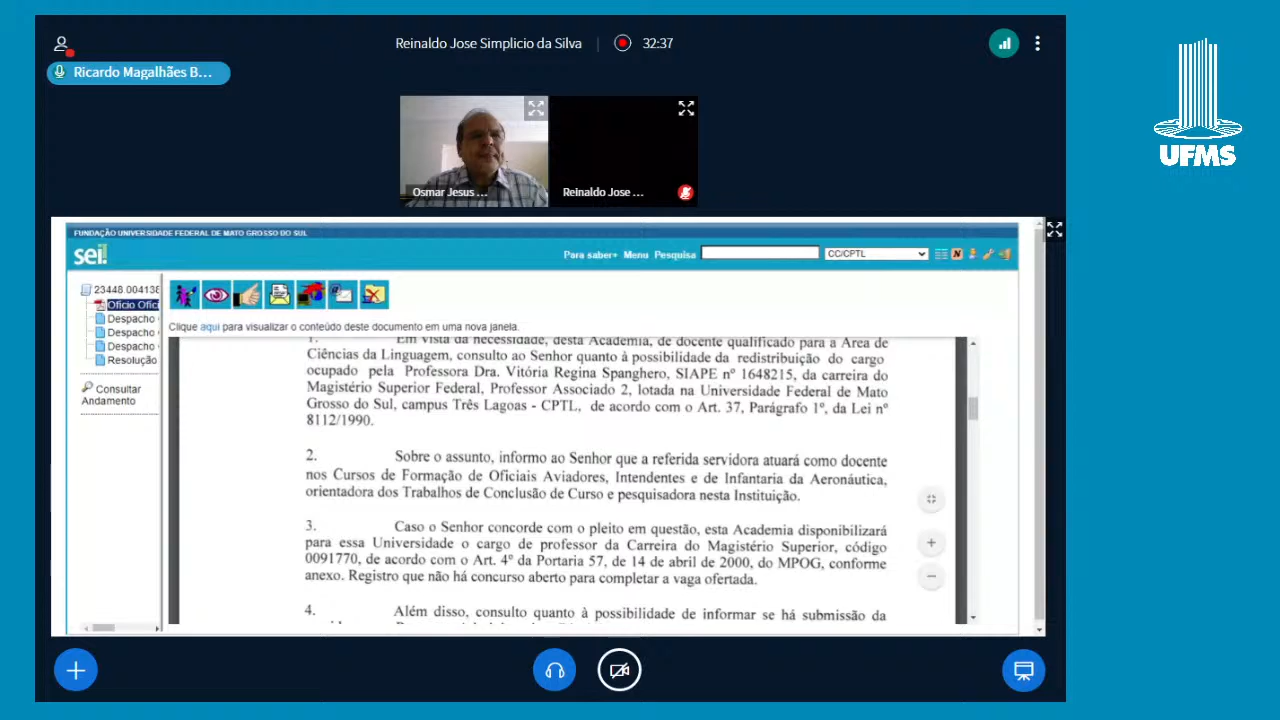 Reinaldo Jose Simplicio da Silva
32:37
Ricardo Magalhães B...
UFMS
Osmar Jesus ...
Reinaldo Jose ...
FUNDAÇÃO UNIVERSIDADE FEDERAL DE MATO GROSSO DO SUL
sei!
Para saber+ Menu Pesquisa
CC/CPTL
23448.004138
Ofício Ofíci
Despacho
Despacho
Despacho
Resolução
Consultar
Andamento
Clique aqui para visualizar o conteúdo deste documento em uma nova janela.
1. Em vista da necessidade, desta Academia, de docente qualificado para a Área de
Ciências da Linguagem, consulto ao Senhor quanto à possibilidade da redistribuição do cargo
ocupado pela Professora Dra. Vitória Regina Spanghero, SIAPE nº 1648215, da carreira do
Magistério Superior Federal, Professor Associado 2, lotada na Universidade Federal de Mato
Grosso do Sul, campus Três Lagoas - CPTL, de acordo com o Art. 37, Parágrafo 1º, da Lei nº
8112/1990.
2. Sobre o assunto, informo ao Senhor que a referida servidora atuará como docente
nos Cursos de Formação de Oficiais Aviadores, Intendentes e de Infantaria da Aeronáutica,
orientadora dos Trabalhos de Conclusão de Curso e pesquisadora nesta Instituição.
3. Caso o Senhor concorde com o pleito em questão, esta Academia disponibilizará
para essa Universidade o cargo de professor da Carreira do Magistério Superior, código
0091770, de acordo com o Art. 4º da Portaria 57, de 14 de abril de 2000, do MPOG, conforme
anexo. Registro que não há concurso aberto para completar a vaga ofertada.
4. Além disso, consulto quanto à possibilidade de informar se há submissão da